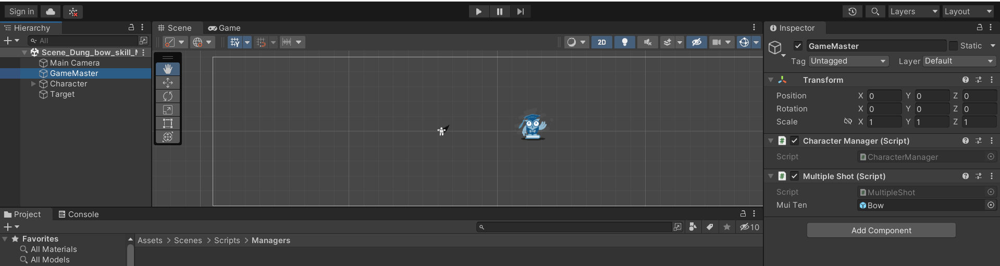 Sign in
Layers
Layout
Hierarchy
All
Scene_Dung_bow_skill_
Main Camera
GameMaster
Character
Target
Scene
Game
2D
Inspector
GameMaster
Static
Tag Untagged Layer Default
Transform
Position X 0 Y 0 Z 0
Rotation X 0 Y 0 Z 0
Scale X 1 Y 1 Z 1
Character Manager (Script)
Script CharacterManager
Multiple Shot (Script)
Script MultipleShot
Mui Ten Bow
Add Component
Project
Console
10
Favorites
All Materials
All Models
Assets > Scenes > Scripts > Managers